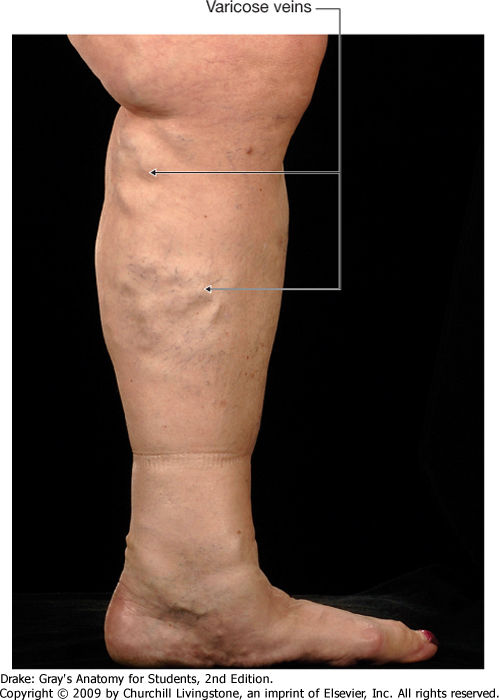 Varicose veins
Drake: Gray's Anatomy for Students, 2nd Edition.
Copyright © 2009 by Churchill Livingstone, an imprint of Elsevier, Inc. All rights reserved.